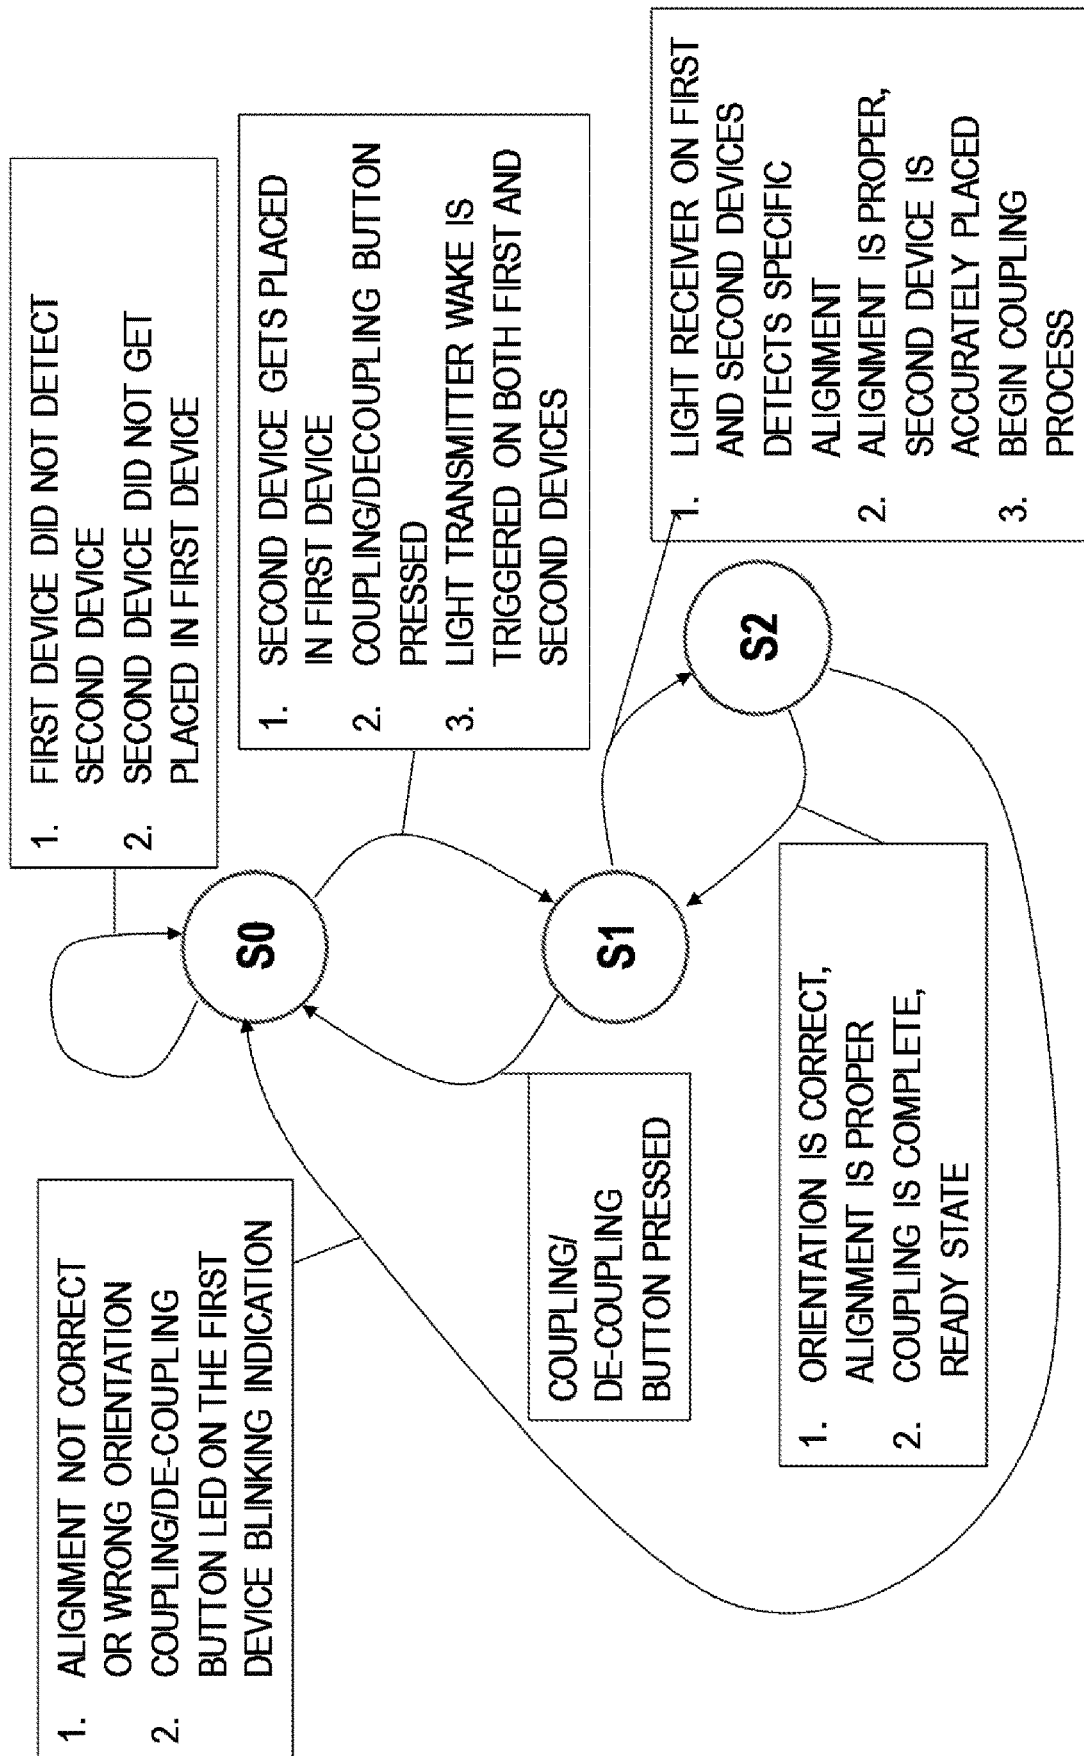 1. ALIGNMENT NOT CORRECT
OR WRONG ORIENTATION
2. COUPLING/DE-COUPLING
BUTTON LED ON THE FIRST
DEVICE BLINKING INDICATION
1. FIRST DEVICE DID NOT DETECT
SECOND DEVICE
2. SECOND DEVICE DID NOT GET
PLACED IN FIRST DEVICE
S0
1. SECOND DEVICE GETS PLACED
IN FIRST DEVICE
2. COUPLING/DECOUPLING BUTTON
PRESSED
3. LIGHT TRANSMITTER WAKE IS
TRIGGERED ON BOTH FIRST AND
SECOND DEVICES
COUPLING/
DE-COUPLING
BUTTON PRESSED
S1
1. LIGHT RECEIVER ON FIRST
AND SECOND DEVICES
DETECTS SPECIFIC
ALIGNMENT
2. ALIGNMENT IS PROPER,
SECOND DEVICE IS
ACCURATELY PLACED
3. BEGIN COUPLING
PROCESS
S2
1. ORIENTATION IS CORRECT,
ALIGNMENT IS PROPER
2. COUPLING IS COMPLETE,
READY STATE